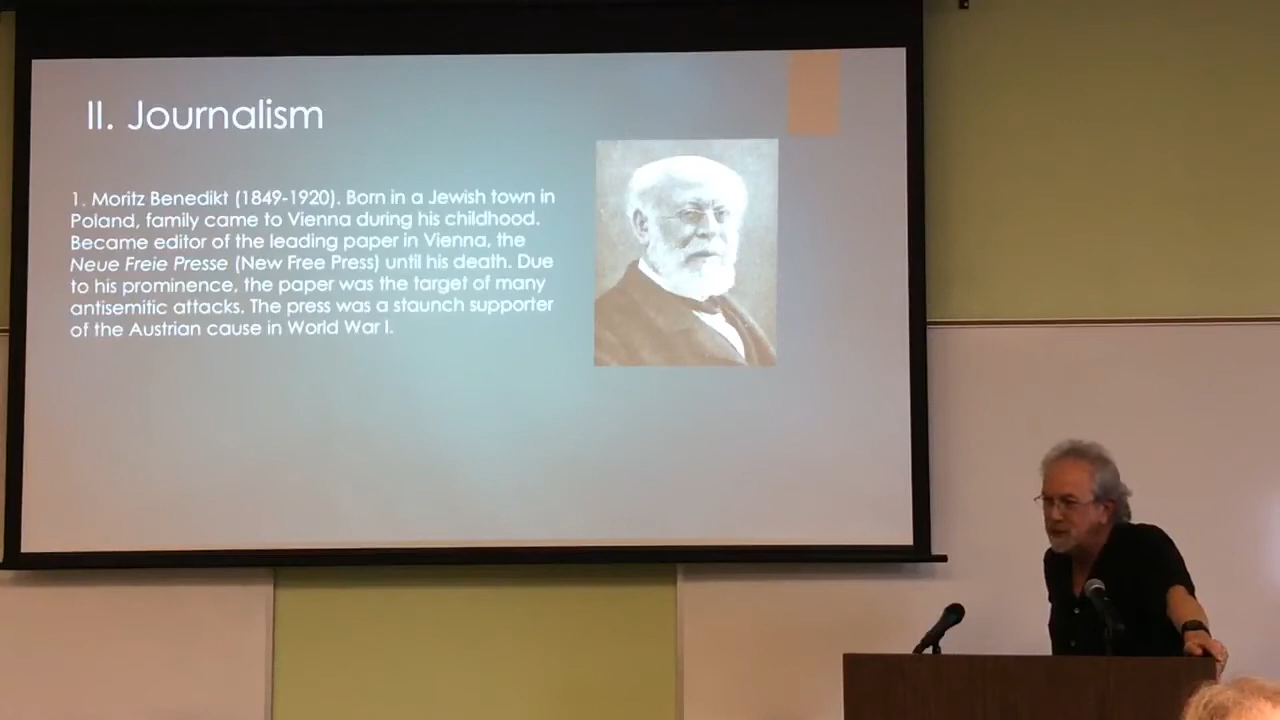 II. Journalism
1. Moritz Benedikt (1849-1920). Born in a Jewish town in
Poland, family came to Vienna during his childhood.
Became editor of the leading paper in Vienna, the
Neue Freie Presse (New Free Press) until his death. Due
to his prominence, the paper was the target of many
antisemitic attacks. The press was a staunch supporter
of the Austrian cause in World War I.